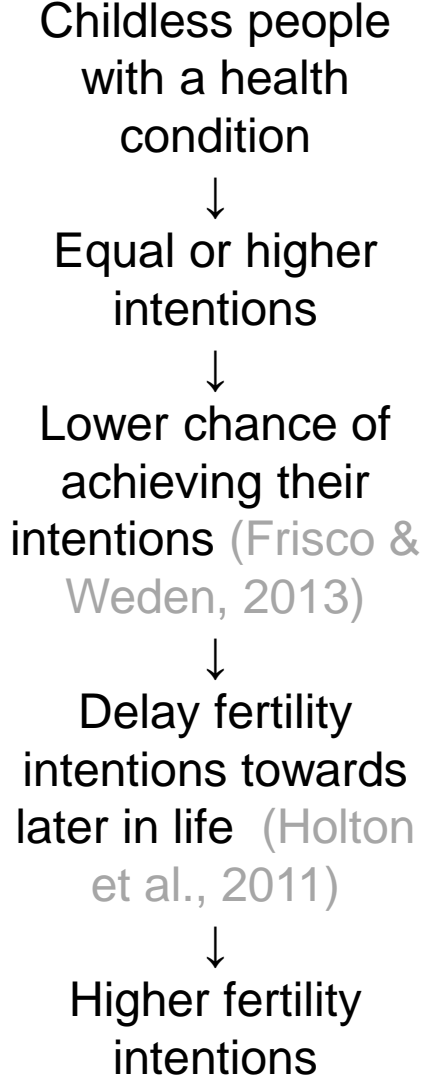 Childless people
with a health
condition
↓
Equal or higher
intentions
↓
Lower chance of
achieving their
intentions (Frisco &
Weden, 2013)
↓
Delay fertility
intentions towards
later in life (Holton
et al., 2011)
↓
Higher fertility
intentions